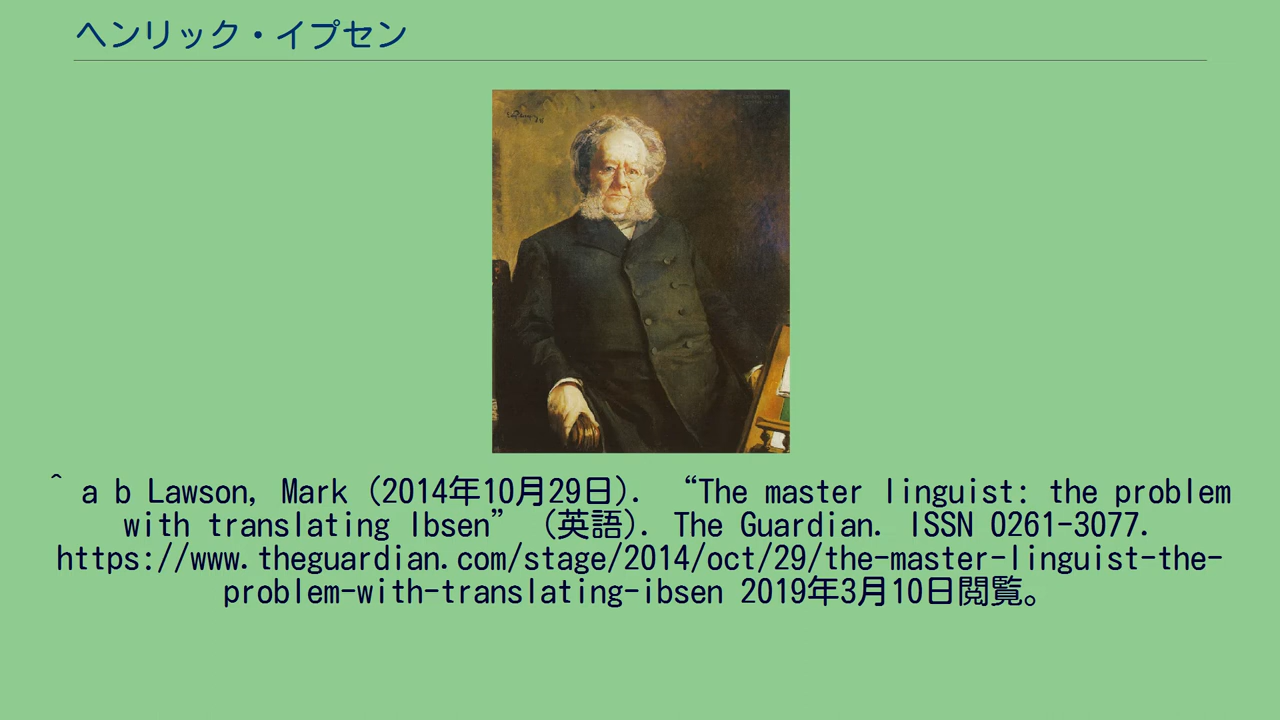 ヘンリック・イプセン
^ a b Lawson, Mark (2014年10月29日). “The master linguist: the problem
with translating Ibsen” (英語). The Guardian. ISSN 0261-3077.
https://www.theguardian.com/stage/2014/oct/29/the-master-linguist-the-
problem-with-translating-ibsen 2019年3月10日閲覧。